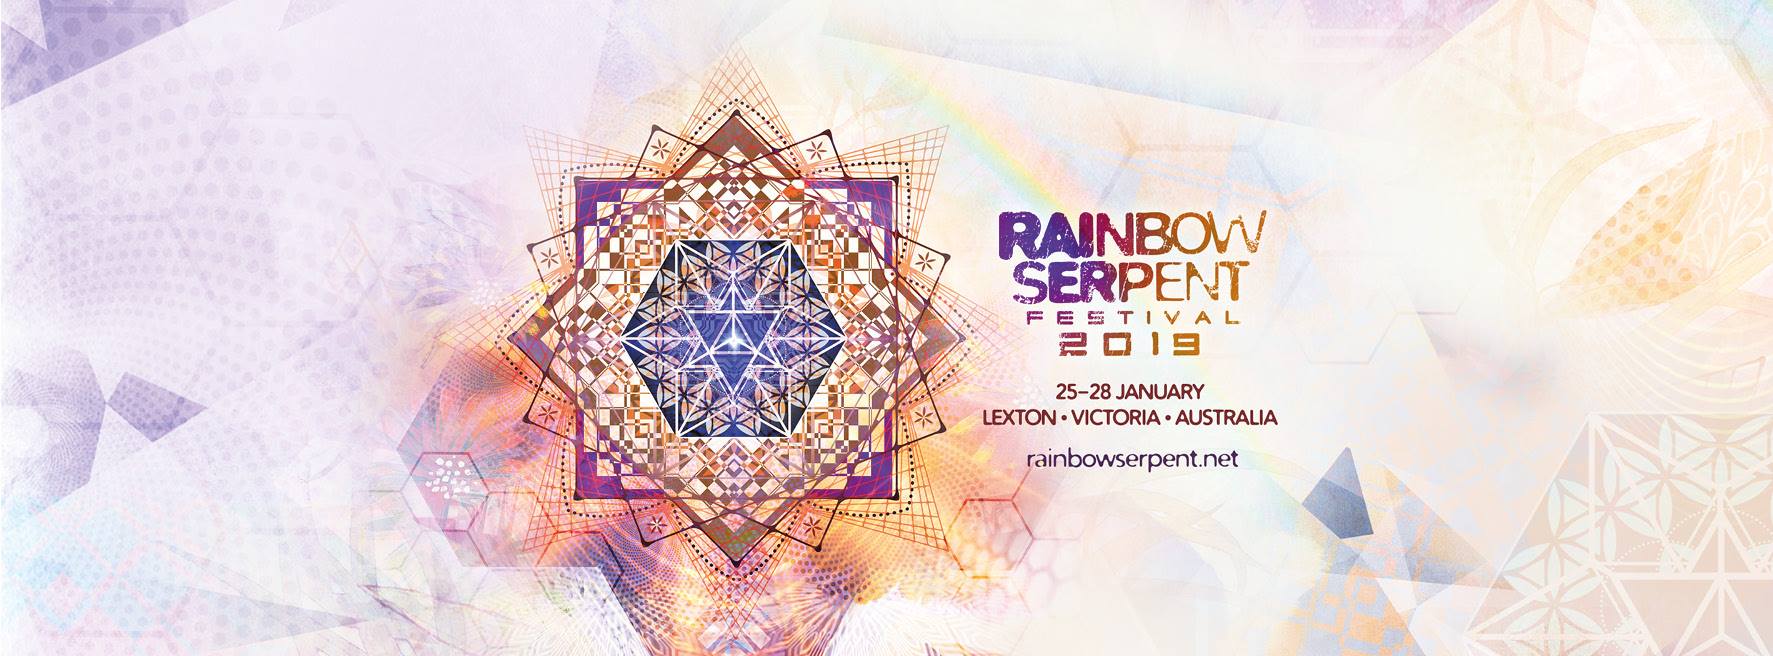 RAINBOW
SERPENT
FESTIVAL
2019
25–28 JANUARY
LEXTON • VICTORIA • AUSTRALIA
rainbowserpent.net